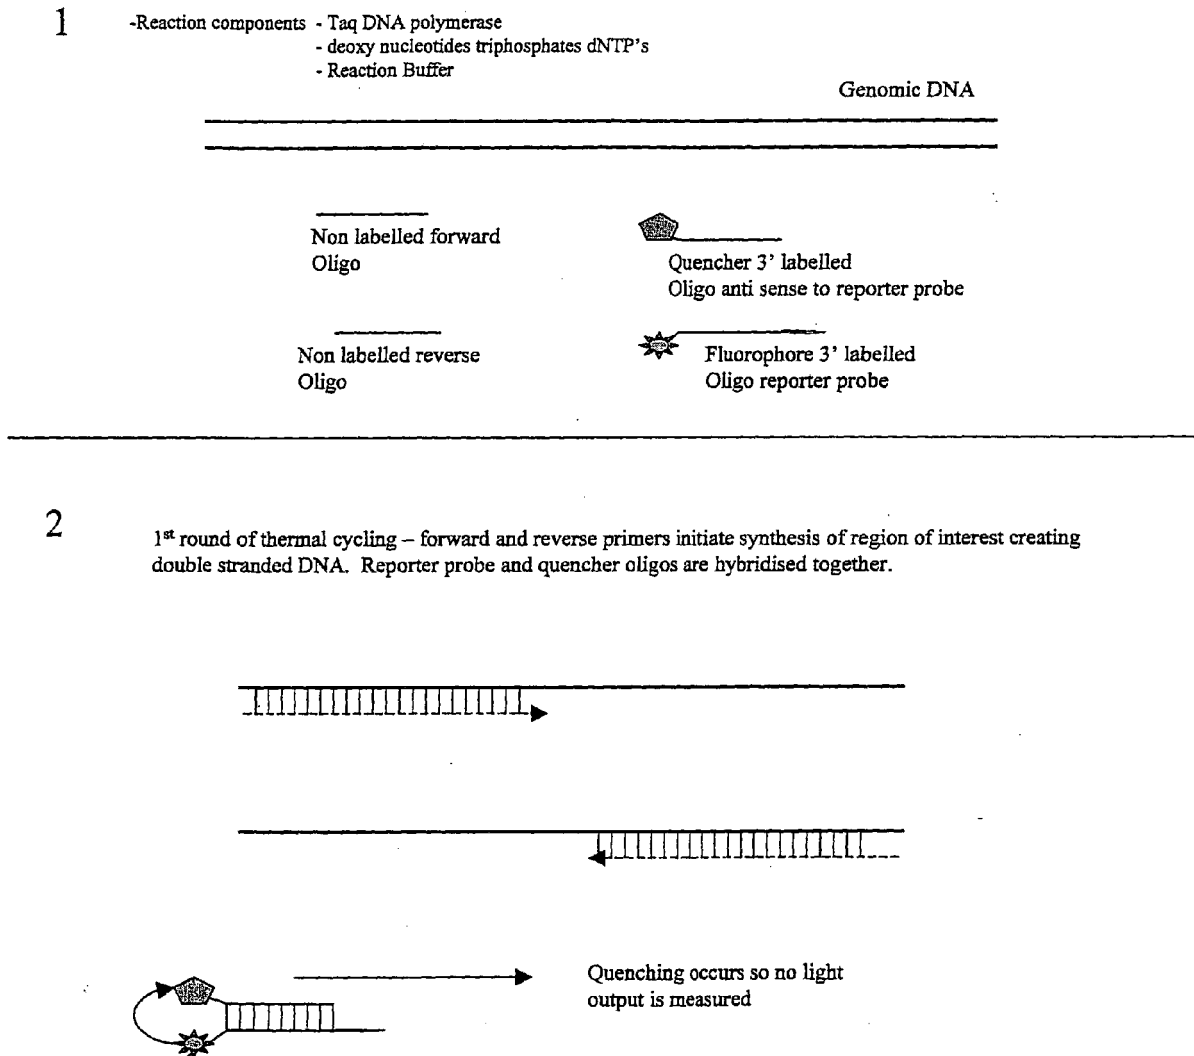 1
-Reaction components - Taq DNA polymerase
- deoxy nucleotides triphosphates dNTP's
- Reaction Buffer
Genomic DNA
Non labelled forward
Oligo
Quencher 3' labelled
Oligo anti sense to reporter probe
Non labelled reverse
Oligo
Fluorophore 3' labelled
Oligo reporter probe
2
1st round of thermal cycling – forward and reverse primers initiate synthesis of region of interest creating
double stranded DNA. Reporter probe and quencher oligos are hybridised together.
Quenching occurs so no light
output is measured